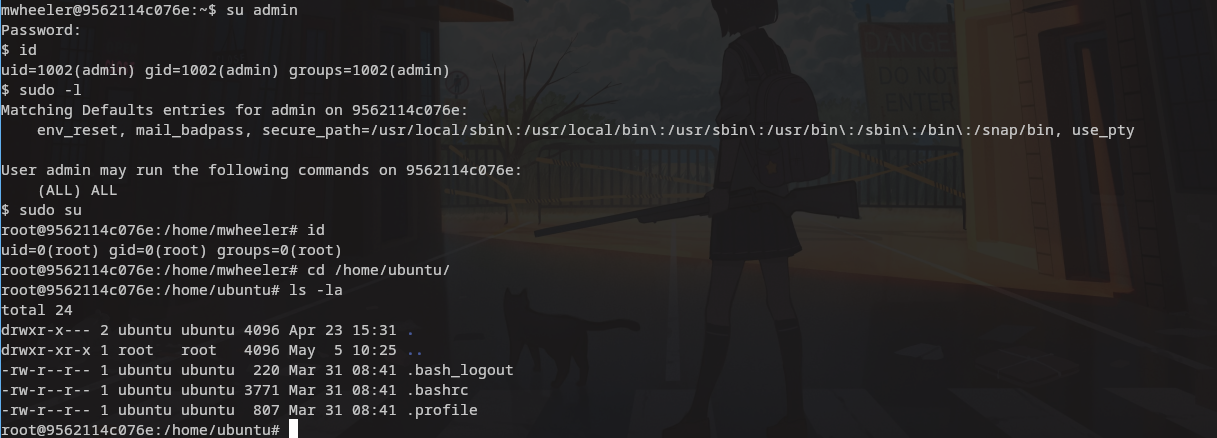 mwheeler@9562114c076e:~$ su admin
Password:
$ id
uid=1002(admin) gid=1002(admin) groups=1002(admin)
$ sudo -l
Matching Defaults entries for admin on 9562114c076e:
    env_reset, mail_badpass, secure_path=/usr/local/sbin\:/usr/local/bin\:/usr/sbin\:/usr/bin\:/sbin\:/bin\:/snap/bin, use_pty

User admin may run the following commands on 9562114c076e:
    (ALL) ALL
$ sudo su
root@9562114c076e:/home/mwheeler# id
uid=0(root) gid=0(root) groups=0(root)
root@9562114c076e:/home/mwheeler# cd /home/ubuntu/
root@9562114c076e:/home/ubuntu# ls -la
total 24
drwxr-x--- 2 ubuntu ubuntu 4096 Apr 23 15:31 .
drwxr-xr-x 1 root   root   4096 May  5 10:25 ..
-rw-r--r-- 1 ubuntu ubuntu  220 Mar 31 08:41 .bash_logout
-rw-r--r-- 1 ubuntu ubuntu 3771 Mar 31 08:41 .bashrc
-rw-r--r-- 1 ubuntu ubuntu  807 Mar 31 08:41 .profile
root@9562114c076e:/home/ubuntu#
DANGER
DO NOT
ENTER